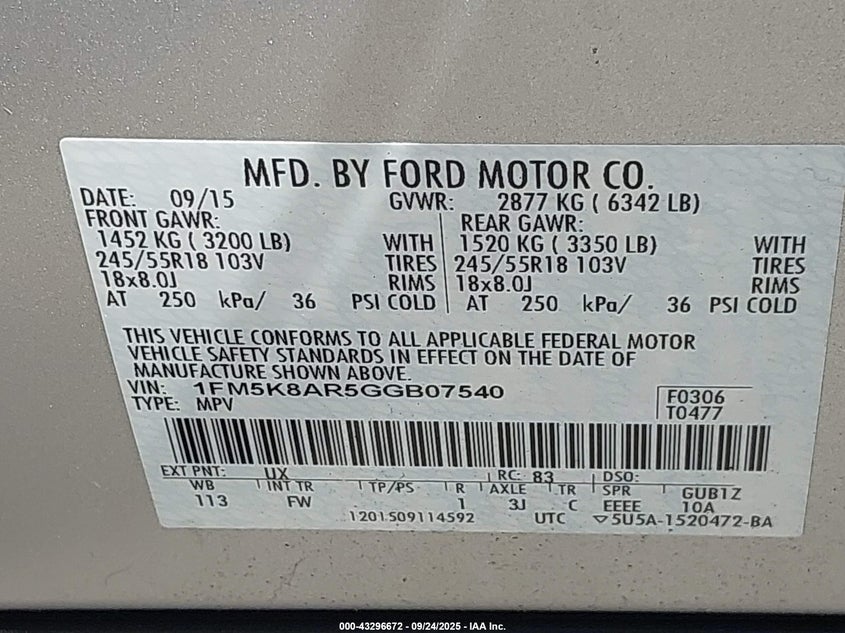 MFD. BY FORD MOTOR CO.
DATE: 09/15 GVWR: 2877 KG ( 6342 LB)
FRONT GAWR: REAR GAWR:
1452 KG ( 3200 LB) WITH 1520 KG ( 3350 LB) WITH
245/55R18 103V TIRES 245/55R18 103V TIRES
18x8.0J RIMS 18x8.0J RIMS
AT 250 kPa/ 36 PSI COLD AT 250 kPa/ 36 PSI COLD
THIS VEHICLE CONFORMS TO ALL APPLICABLE FEDERAL MOTOR
VEHICLE SAFETY STANDARDS IN EFFECT ON THE DATE OF
MANUFACTURE SHOWN ABOVE.
VIN: 1FM5K8AR5GGB07540 F0306
TYPE: MPV T0477
EXT PNT: UX RC: 83 DSO:
WB INT TR TP/PS R AXLE TR SPR GUB1Z
113 FW 1 3J C EEEE 10A
1201509114592 UTC ▽5U5A-1520472-BA
000-43296672 - 09/24/2025 - IAA Inc.